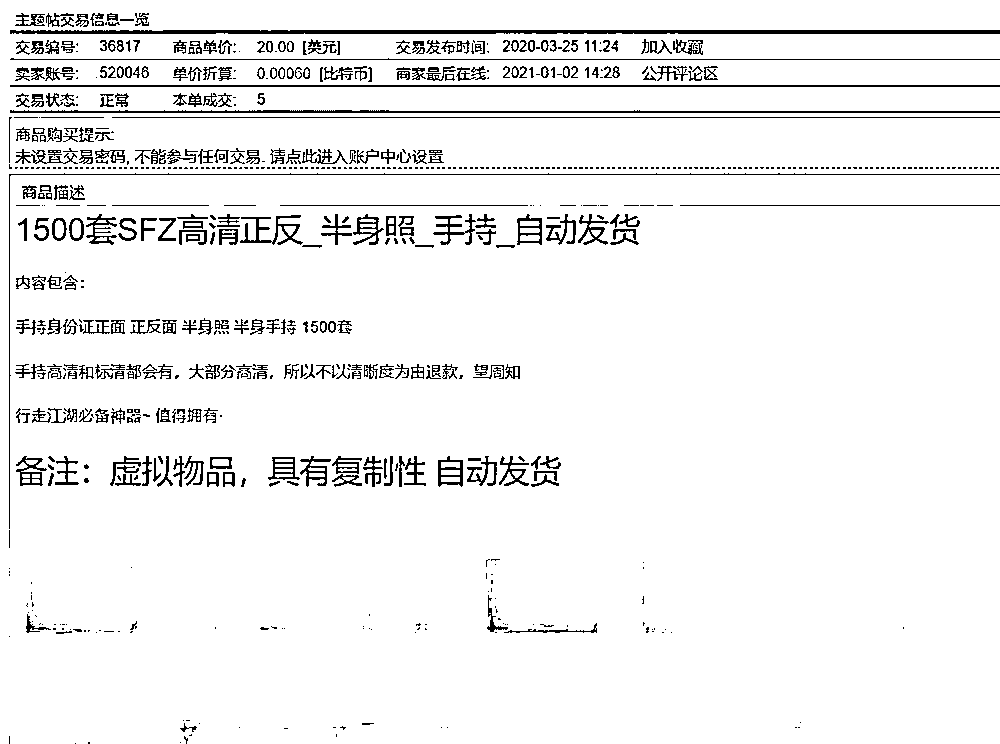 主题帖交易信息一览
交易编号: 36817 商品单价: 20.00 [美元] 交易发布时间: 2020-03-25 11:24 加入收藏
卖家账号: 520046 单价折算: 0.00060 [比特币] 商家最后在线: 2021-01-02 14:28 公开评论区
交易状态: 正常 本单成交: 5
商品购买提示:
未设置交易密码, 不能参与任何交易. 请点此进入账户中心设置
商品描述
1500套SFZ高清正反_半身照_手持_自动发货
内容包含:
手持身份证正面 正反面 半身照 半身手持 1500套
手持高清和标清都会有，大部分高清，所以不以清晰度为由退款，望周知
行走江湖必备神器~ 值得拥有·
备注：虚拟物品，具有复制性 自动发货